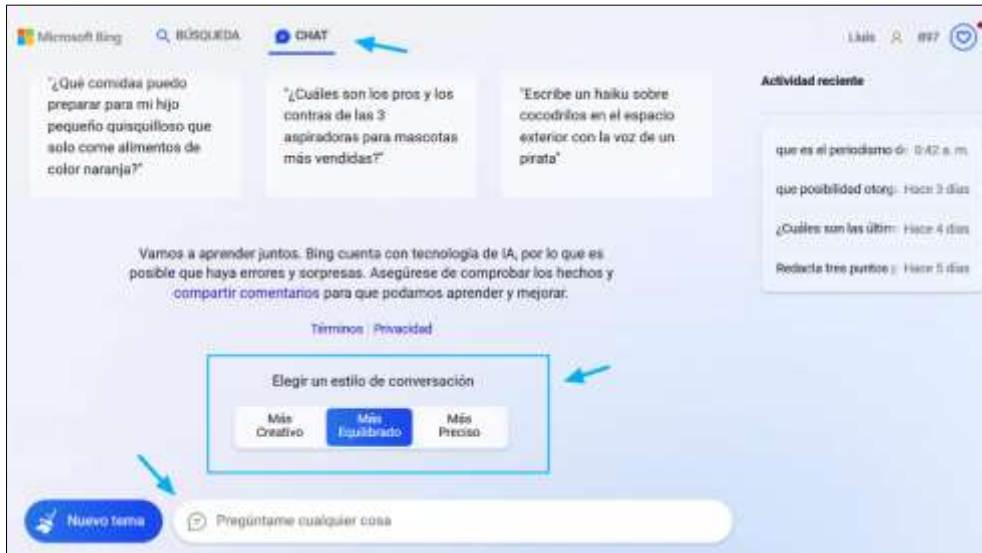 Microsoft Bing
BÚSQUEDA
CHAT
Lluís
897
"¿Qué comidas puedo
preparar para mi hijo
pequeño quisquilloso que
solo come alimentos de
color naranja?"
"¿Cuáles son los pros y los
contras de las 3
aspiradoras para mascotas
más vendidas?"
"Escribe un haiku sobre
cocodrilos en el espacio
exterior con la voz de un
pirata"
Actividad reciente
que es el periodismo d 0:42 a. m.
que posibilidad otorg Hace 3 días
¿Cuáles son las últim Hace 4 días
Redacta tres puntos Hace 5 días
Vamos a aprender juntos. Bing cuenta con tecnología de IA, por lo que es
posible que haya errores y sorpresas. Asegúrese de comprobar los hechos y
compartir comentarios para que podamos aprender y mejorar.
Términos Privacidad
Elegir un estilo de conversación
Más
Creativo
Más
Equilibrado
Más
Preciso
Nuevo tema
Pregúntame cualquier cosa